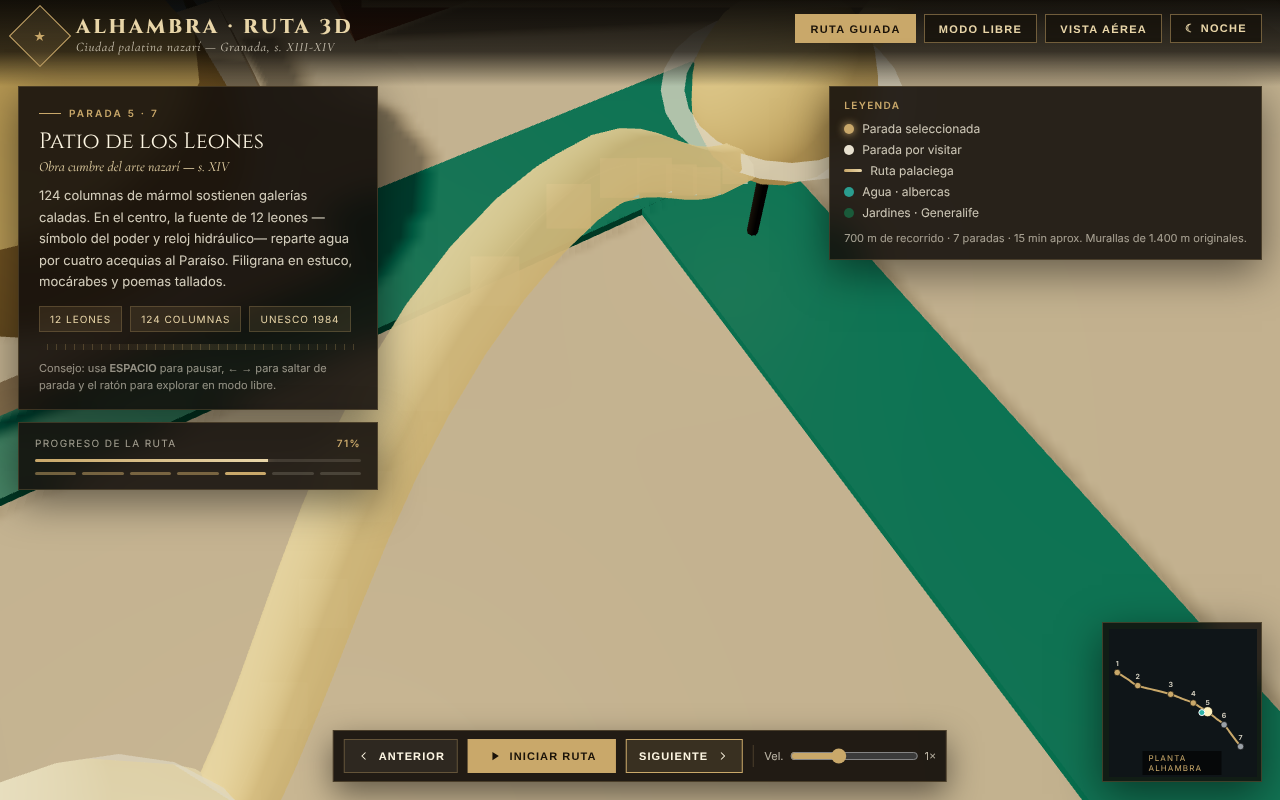 ALHAMBRA · RUTA 3D
Ciudad palatina nazarí — Granada, s. XIII-XIV
RUTA GUIADA
MODO LIBRE
VISTA AÉREA
☾ NOCHE
PARADA 5 · 7
PATIO DE LOS LEONES
Obra cumbre del arte nazarí — s. XIV
124 columnas de mármol sostienen galerías
caladas. En el centro, la fuente de 12 leones —
símbolo del poder y reloj hidráulico— reparte agua
por cuatro acequias al Paraíso. Filigrana en estuco,
mocárabes y poemas tallados.
12 LEONES
124 COLUMNAS
UNESCO 1984
Consejo: usa ESPACIO para pausar, ← → para saltar de
parada y el ratón para explorar en modo libre.
PROGRESO DE LA RUTA 71%
LEYENDA
Parada seleccionada
Parada por visitar
Ruta palaciega
Agua · albercas
Jardines · Generalife
700 m de recorrido · 7 paradas · 15 min aprox. Murallas de 1.400 m originales.
1
2
3
4
5
6
7
PLANTA
ALHAMBRA
ANTERIOR
INICIAR RUTA
SIGUIENTE
Vel.
1×